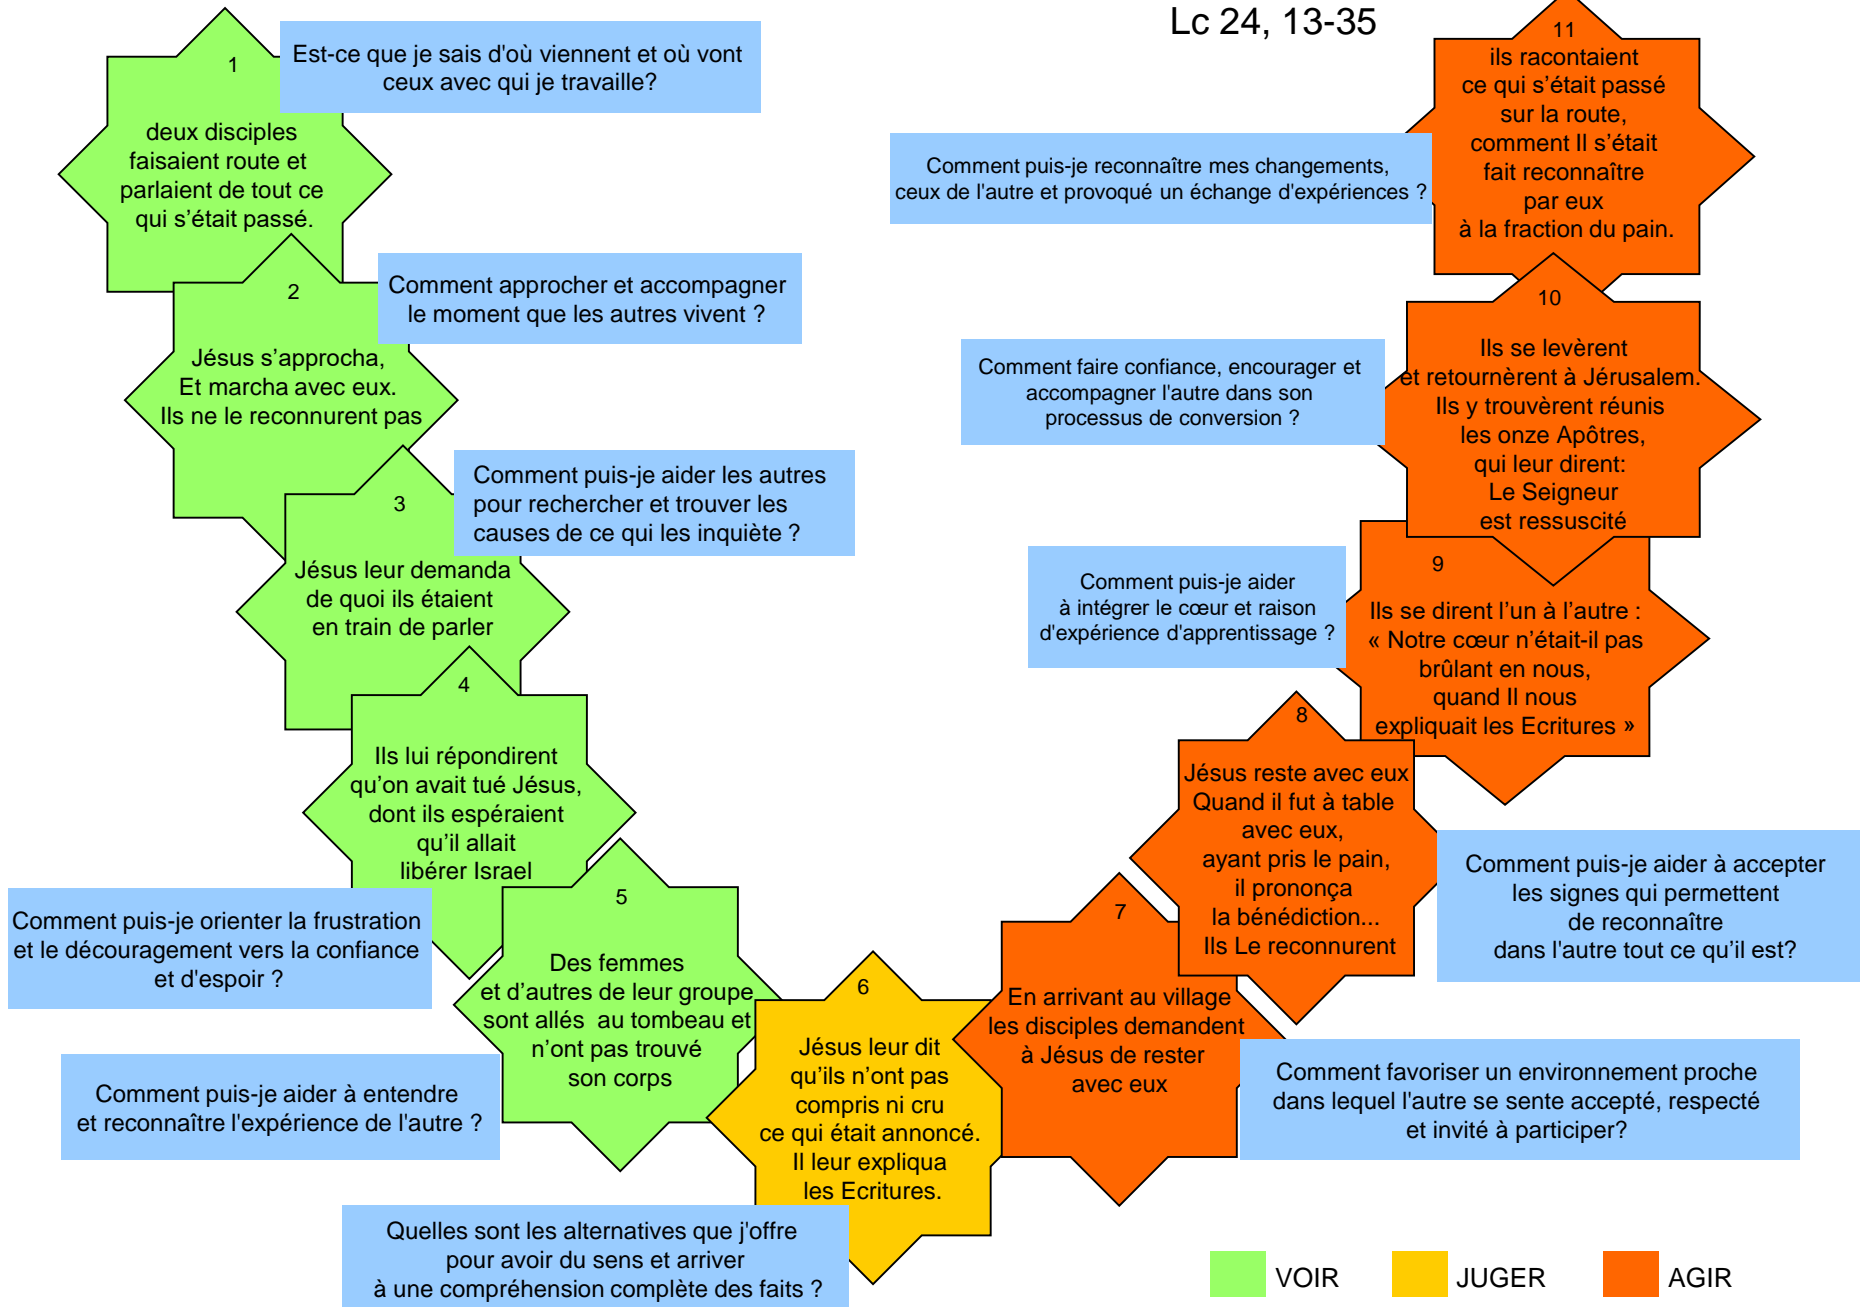 Lc 24, 13-35
1
deux disciples
faisaient route et
parlaient de tout ce
qui s’était passé.
Est-ce que je sais d'où viennent et où vont
ceux avec qui je travaille?
2
Jésus s’approcha,
Et marcha avec eux.
Ils ne le reconnurent pas
Comment approcher et accompagner
le moment que les autres vivent ?
3
Jésus leur demanda
de quoi ils étaient
en train de parler
Comment puis-je aider les autres
pour rechercher et trouver les
causes de ce qui les inquiète ?
4
Ils lui répondirent
qu’on avait tué Jésus,
dont ils espéraient
qu’il allait
libérer Israel
Comment puis-je orienter la frustration
et le découragement vers la confiance
et d'espoir ?
5
Des femmes
et d’autres de leur groupe
sont allés au tombeau et
n’ont pas trouvé
son corps
Comment puis-je aider à entendre
et reconnaître l'expérience de l'autre ?
6
Jésus leur dit
qu’ils n’ont pas
compris ni cru
ce qui était annoncé.
Il leur expliqua
les Ecritures.
Quelles sont les alternatives que j'offre
pour avoir du sens et arriver
à une compréhension complète des faits ?
7
En arrivant au village
les disciples demandent
à Jésus de rester
avec eux
Comment favoriser un environnement proche
dans lequel l'autre se sente accepté, respecté
et invité à participer?
8
Jésus reste avec eux
Quand il fut à table
avec eux,
ayant pris le pain,
il prononça
la bénédiction...
Ils Le reconnurent
Comment puis-je aider à accepter
les signes qui permettent
de reconnaître
dans l'autre tout ce qu'il est?
9
Ils se dirent l’un à l’autre :
« Notre cœur n’était-il pas
brûlant en nous,
quand Il nous
expliquait les Ecritures »
Comment puis-je aider
à intégrer le cœur et raison
d'expérience d'apprentissage ?
10
Ils se levèrent
et retournèrent à Jérusalem.
Ils y trouvèrent réunis
les onze Apôtres,
qui leur dirent:
Le Seigneur
est ressuscité
Comment faire confiance, encourager et
accompagner l'autre dans son
processus de conversion ?
11
ils racontaient
ce qui s’était passé
sur la route,
comment Il s’était
fait reconnaître
par eux
à la fraction du pain.
Comment puis-je reconnaître mes changements,
ceux de l'autre et provoqué un échange d'expériences ?
VOIR
JUGER
AGIR